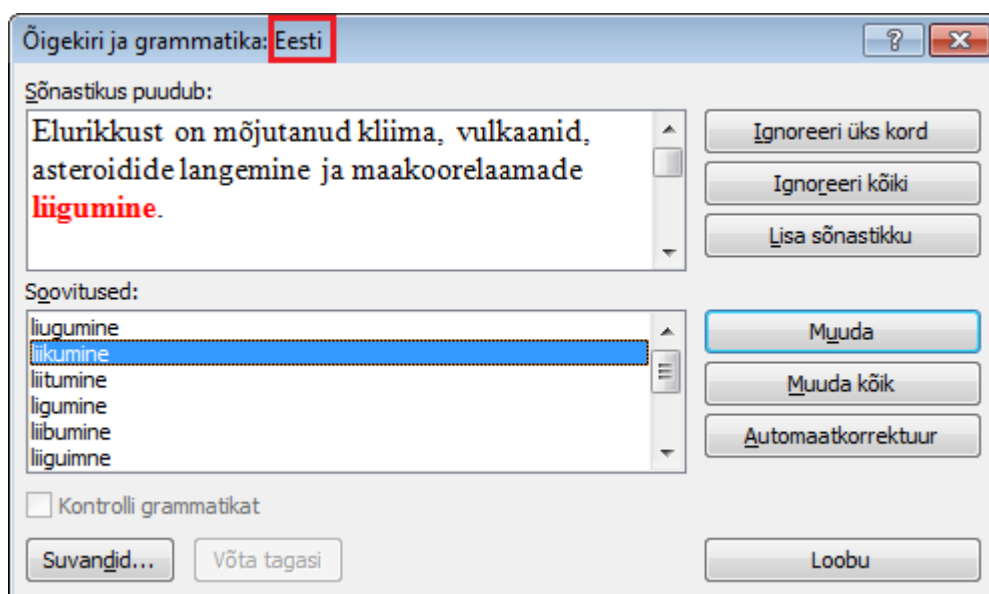 Õigekiri ja grammatika: Eesti
Sõnastikus puudub:
Elurikkust on mõjutanud kliima, vulkaanid,
asteroidide langemine ja maakoorelaamade
liigumine.
Ignoreeri üks kord
Ignoreeri kõiki
Lisa sõnastikku
Soovitused:
liugumine
liikumine
liitumine
ligumine
liibumine
liiguimne
Muuda
Muuda kõik
Automaatkorrektuur
Kontrolli grammatikat
Suvandid...
Võta tagasi
Loobu